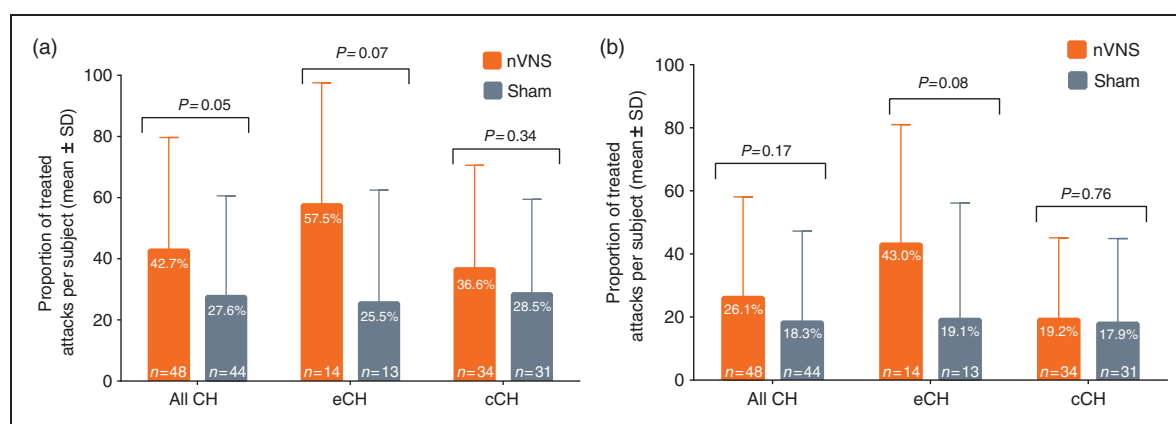 (a)
nVNS
Sham
Proportion of treated
attacks per subject (mean ± SD)
100
80
60
40
20
0
P=0.05
P=0.07
P=0.34
42.7%
27.6%
57.5%
25.5%
36.6%
28.5%
n=48
n=44
n=14
n=13
n=34
n=31
All CH
eCH
cCH
(b)
nVNS
Sham
Proportion of treated
attacks per subject (mean ± SD)
100
80
60
40
20
0
P=0.17
P=0.08
P=0.76
26.1%
18.3%
43.0%
19.1%
19.2%
17.9%
n=48
n=44
n=14
n=13
n=34
n=31
All CH
eCH
cCH